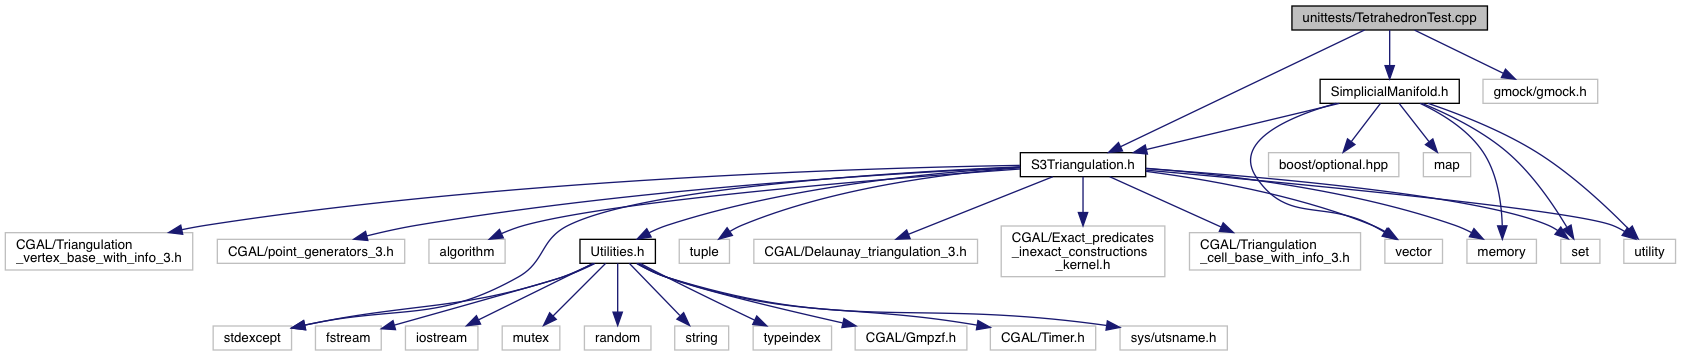 unittests/TetrahedronTest.cpp
SimplicialManifold.h
gmock/gmock.h
S3Triangulation.h
boost/optional.hpp
map
CGAL/Triangulation
_vertex_base_with_info_3.h
CGAL/point_generators_3.h
algorithm
Utilities.h
tuple
CGAL/Delaunay_triangulation_3.h
CGAL/Exact_predicates
_inexact_constructions
_kernel.h
CGAL/Triangulation
_cell_base_with_info_3.h
vector
memory
set
utility
stdexcept
fstream
iostream
mutex
random
string
typeindex
CGAL/Gmpzf.h
CGAL/Timer.h
sys/utsname.h